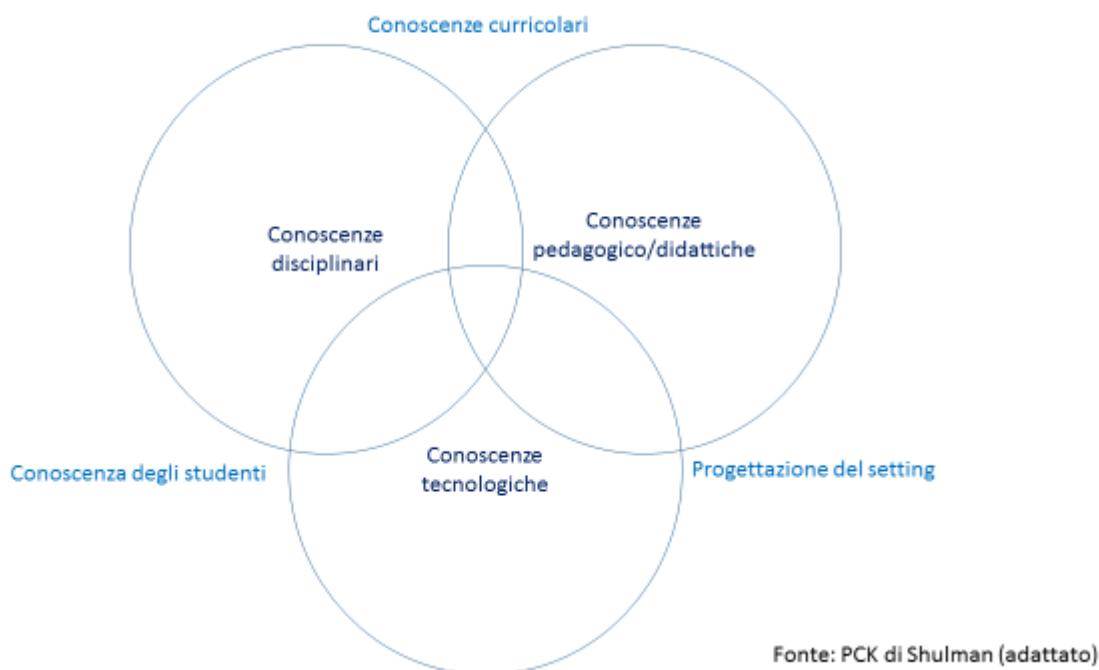 Conoscenze curricolari
Conoscenze
disciplinari
Conoscenze
pedagogico/didattiche
Conoscenza degli studenti
Conoscenze
tecnologiche
Progettazione del setting
Fonte: PCK di Shulman (adattato)